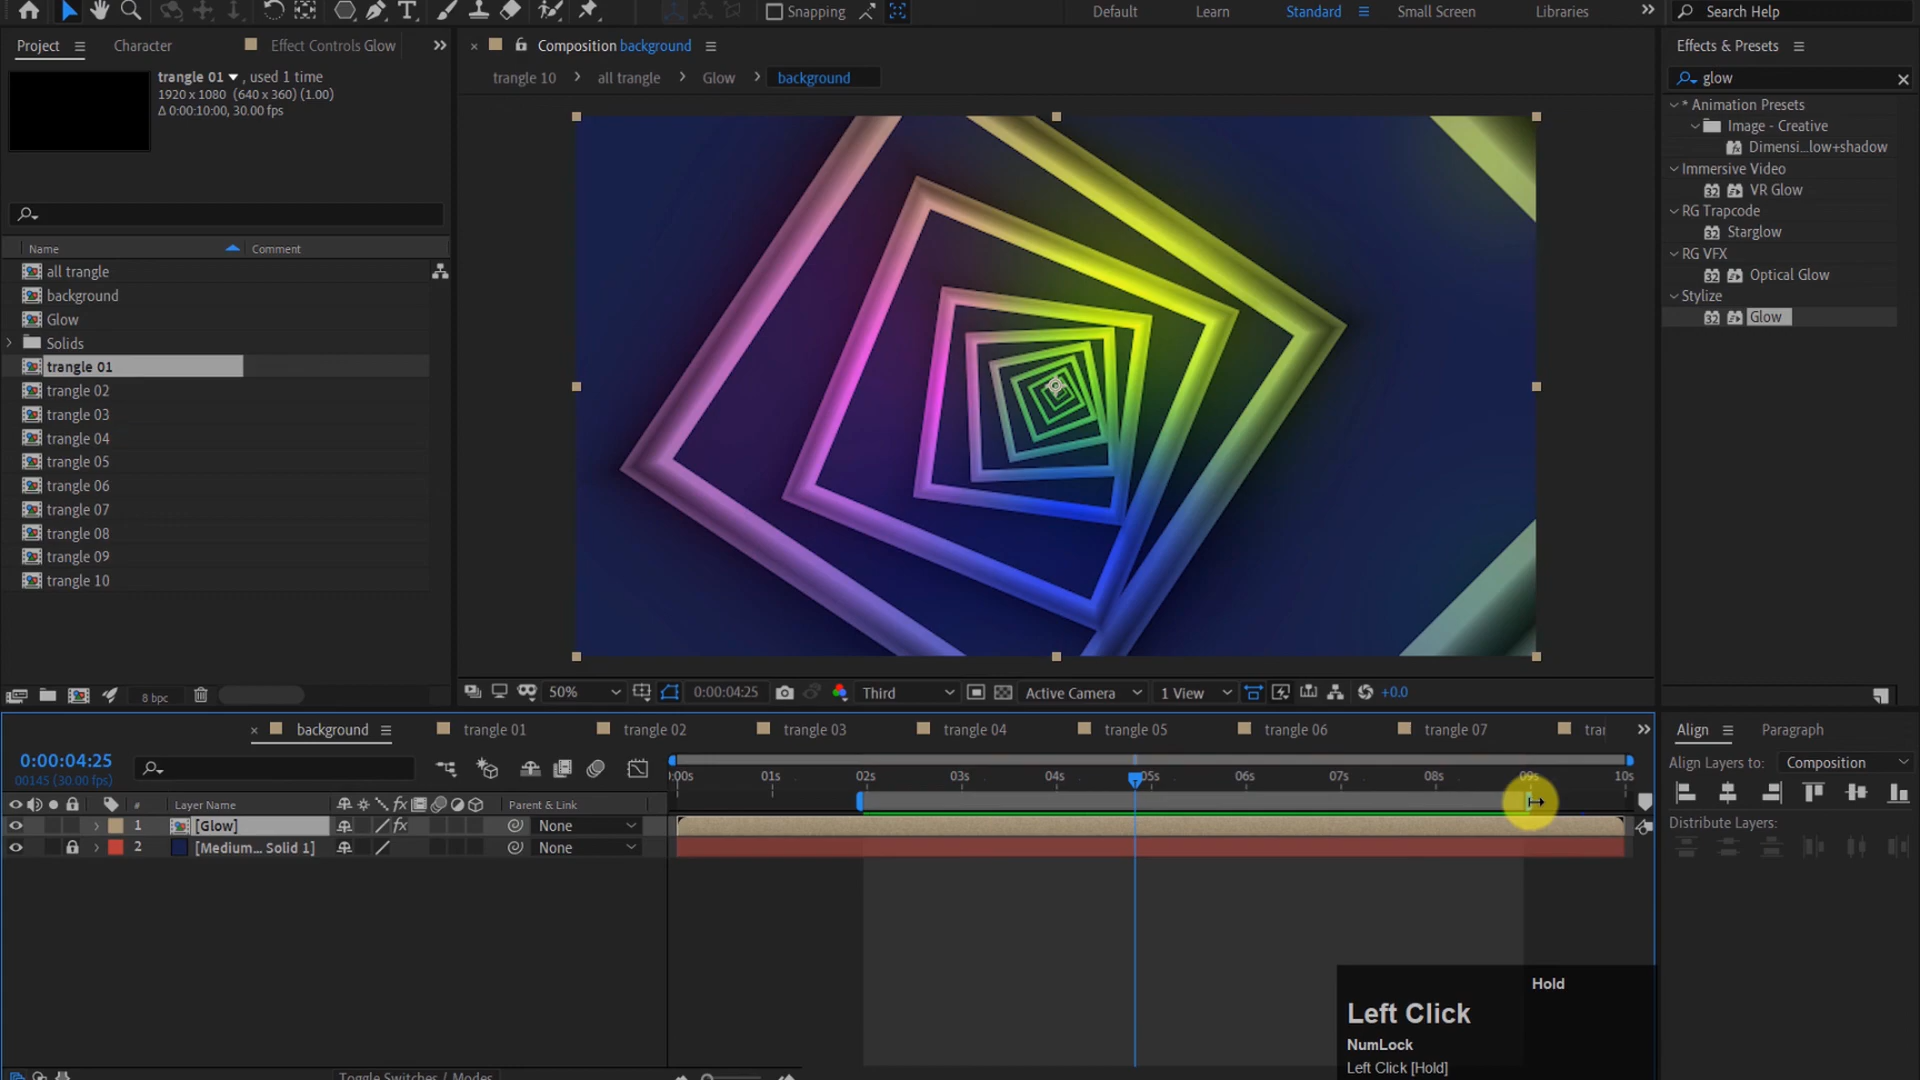 Snapping
Default
Learn
Standard
Small Screen
Libraries
Search Help
Project
Character
Effect Controls Glow
Composition background
Effects & Presets
trangle 01 , used 1 time
1920 x 1080 (640 x 360) (1.00)
Δ 0:00:10:00, 30.00 fps
trangle 10
all trangle
Glow
background
glow
* Animation Presets
Image - Creative
Dimensi...low+shadow
Immersive Video
VR Glow
RG Trapcode
Starglow
RG VFX
Optical Glow
Stylize
Glow
Name
Comment
all trangle
background
Glow
Solids
trangle 01
trangle 02
trangle 03
trangle 04
trangle 05
trangle 06
trangle 07
trangle 08
trangle 09
trangle 10
8 bpc
50%
0:00:04:25
Third
Active Camera
1 View
+0.0
background
trangle 01
trangle 02
trangle 03
trangle 04
trangle 05
trangle 06
trangle 07
trar
Align
Paragraph
0:00:04:25
00145 (30.00 fps)
:00s
01s
02s
03s
04s
05s
06s
07s
08s
09s
10s
Align Layers to:
Composition
# Layer Name
fx
Parent & Link
1 [Glow]
fx
None
2 [Medium... Solid 1]
None
Distribute Layers:
Hold
Left Click
NumLock
Left Click [Hold]
Toggle Switches / Modes